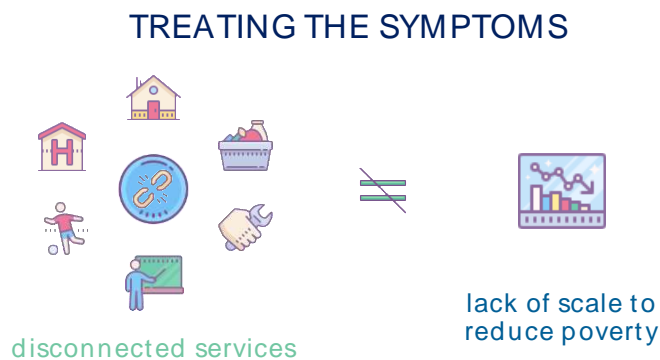 TREATING THE SYMPTOMS
H
≠
disconnected services
lack of scale to
reduce poverty